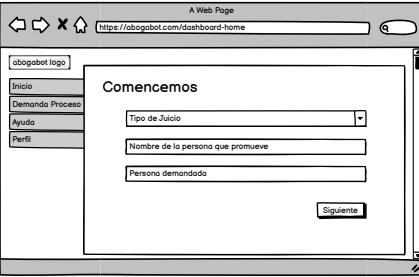 A Web Page
https://abogabot.com/dashboard-home
abogabot logo
Inicio
Demanda Proceso
Ayuda
Perfil
Comencemos
Tipo de Juicio
Nombre de la persona que promueve
Persona demandada
Siguiente